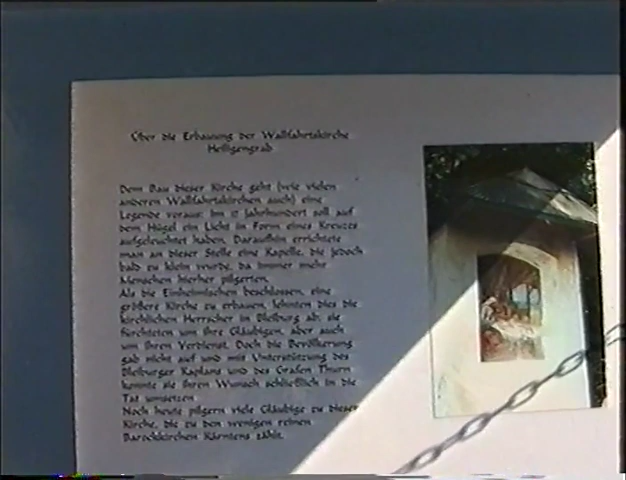 Über die Erbauung der Wallfahrtskirche
Heiligengrab
Dem Bau dieser Kirche geht (wie vielen
anderen Wallfahrtskirchen auch) eine
Legende voraus: Im 17. Jahrhundert soll auf
dem Hügel ein Licht in Form eines Kreuzes
aufgeleuchtet haben. Daraufhin errichtete
man an dieser Stelle eine Kapelle, die jedoch
bald zu klein wurde, da immer mehr
Menschen hierher pilgerten.
Als die Einheimischen beschlossen, eine
größere Kirche zu erbauen, lehnten dies die
kirchlichen Herrscher in Bleiburg ab; sie
fürchteten um ihre Gläubigen, aber auch
um ihren Verdienst. Doch die Bevölkerung
gab nicht auf und mit Unterstützung des
Bleiburger Kaplans und des Grafen Thurn
konnte sie ihren Wunsch schließlich in die
Tat umsetzen.
Noch heute pilgern viele Gläubige zu dieser
Kirche, die zu den wenigen reinen
Barockkirchen Kärntens zählt.